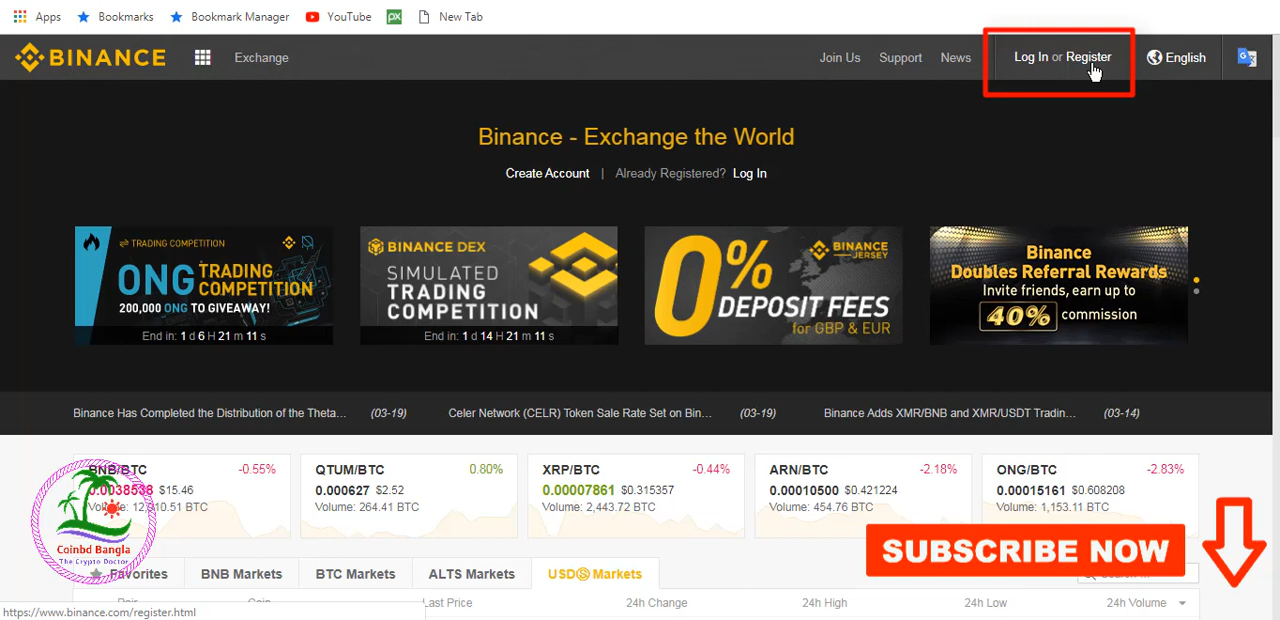 Apps Bookmarks Bookmark Manager YouTube px New Tab
BINANCE Exchange Join Us Support News Log In or Register English
Binance - Exchange the World
Create Account | Already Registered? Log In
TRADING COMPETITION
ONG TRADING COMPETITION
200,000 ONG TO GIVEAWAY!
End in: 1 d 6 H 21 m 11 s
BINANCE DEX
SIMULATED
TRADING
COMPETITION
End in: 1 d 14 H 21 m 11 s
BINANCE JERSEY
0% DEPOSIT FEES
for GBP & EUR
Binance
Doubles Referral Rewards
Invite friends, earn up to
40% commission
Binance Has Completed the Distribution of the Theta... (03-19) Celer Network (CELR) Token Sale Rate Set on Bin... (03-19) Binance Adds XMR/BNB and XMR/USDT Tradin... (03-14)
BNB/BTC -0.55% QTUM/BTC 0.80% XRP/BTC -0.44% ARN/BTC -2.18% ONG/BTC -2.83%
0.0038538 $15.46 0.000627 $2.52 0.00007861 $0.315357 0.00010500 $0.421224 0.00015161 $0.608208
Volume: BTC Volume: 264.41 BTC Volume: 2,443.72 BTC Volume: 454.76 BTC Volume: 1,153.11 BTC
Coinbd Bangla
The Crypto Doctor
SUBSCRIBE NOW
Favorites BNB Markets BTC Markets ALTS Markets USDⓈ Markets
Pair Coin Last Price 24h Change 24h High 24h Low 24h Volume
https://www.binance.com/register.html